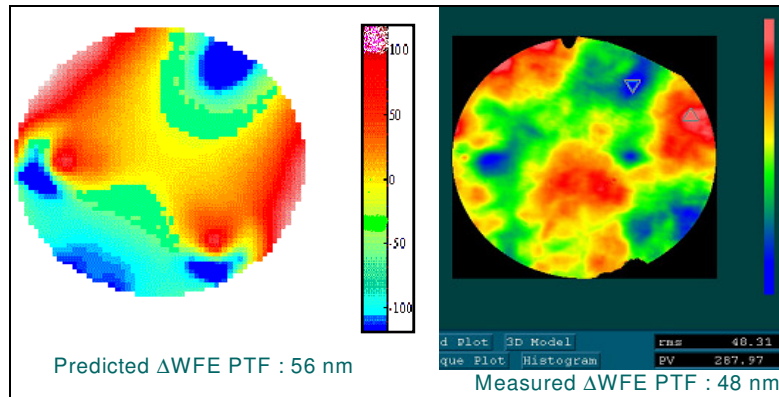 100
50
0
-50
-100
Predicted ΔWFE PTF : 56 nm
d Plot 3D Model
que Plot Histogram
rms 48.31
PV 287.97
Measured ΔWFE PTF : 48 nm